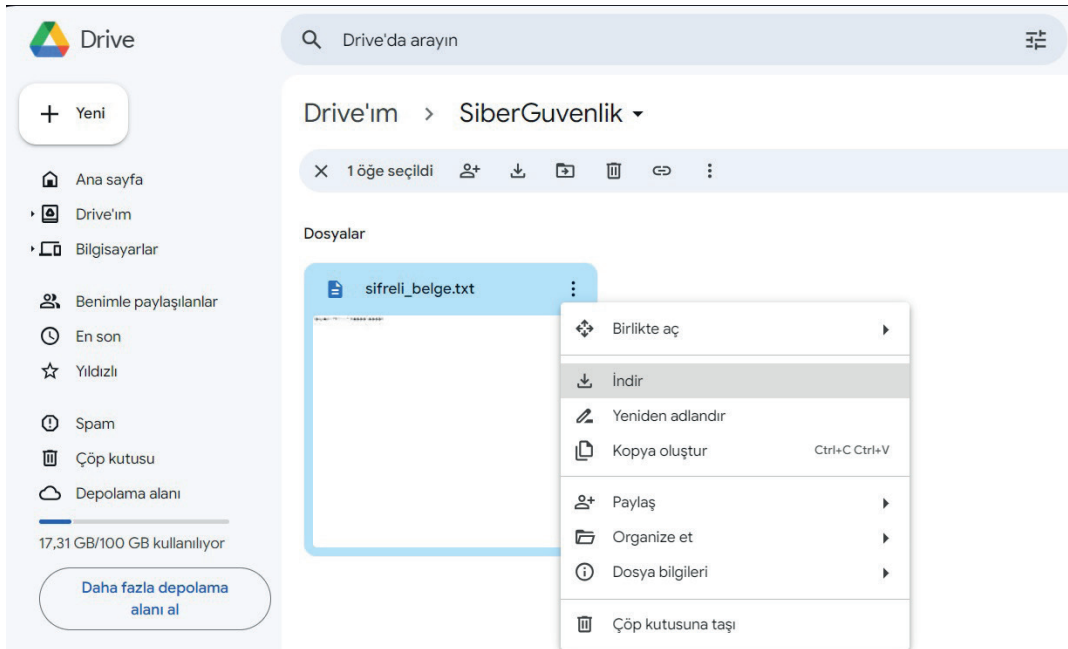 Drive
Drive'da arayın
Yeni
Drive'ım > SiberGuvenlik
1 öğe seçildi
Ana sayfa
Drive'ım
Bilgisayarlar
Benimle paylaşılanlar
En son
Yıldızlı
Spam
Çöp kutusu
Depolama alanı
17,31 GB/100 GB kullanılıyor
Daha fazla depolama
alanı al
Dosyalar
sifreli_belge.txt
Birlikte aç
İndir
Yeniden adlandır
Kopya oluştur Ctrl+C Ctrl+V
Paylaş
Organize et
Dosya bilgileri
Çöp kutusuna taşı